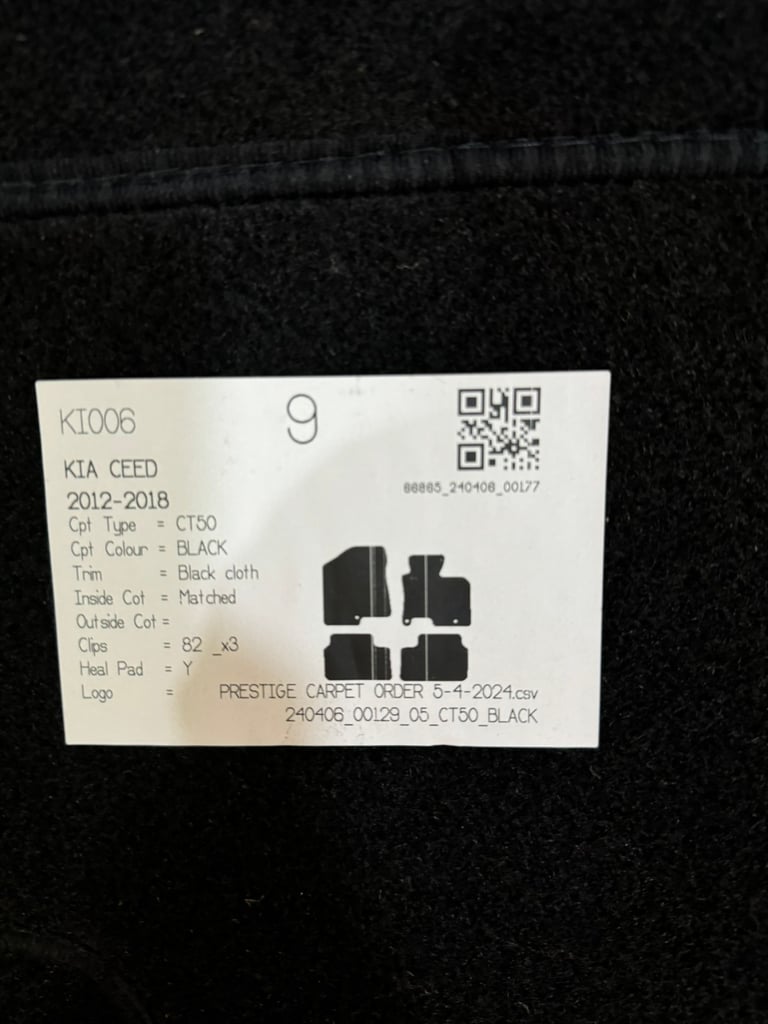 KI006
9
66865_240406_00177
KIA CEED
2012-2018
Cpt Type = CT50
Cpt Colour = BLACK
Trim = Black cloth
Inside Cot = Matched
Outside Cot =
Clips = 82 _x3
Heal Pad = Y
Logo =
PRESTIGE CARPET ORDER 5-4-2024.csv
240406_00129_05_CT50_BLACK